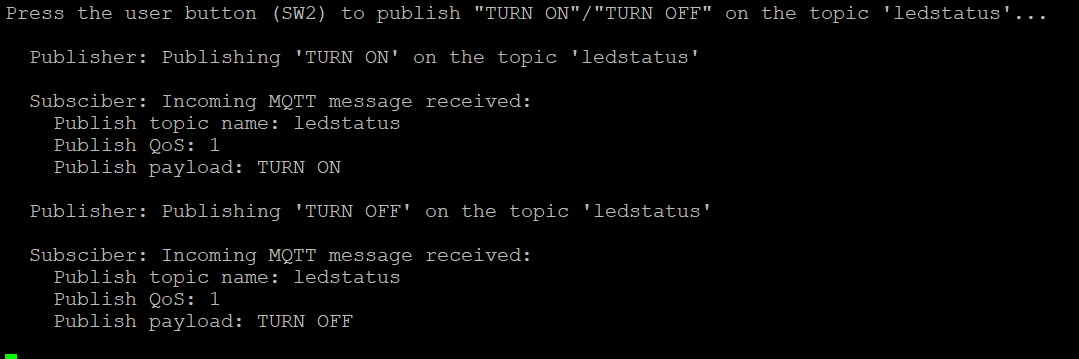 Press the user button (SW2) to publish "TURN ON"/"TURN OFF" on the topic 'ledstatus'...
Publisher: Publishing 'TURN ON' on the topic 'ledstatus'
Subsciber: Incoming MQTT message received:
Publish topic name: ledstatus
Publish QoS: 1
Publish payload: TURN ON
Publisher: Publishing 'TURN OFF' on the topic 'ledstatus'
Subsciber: Incoming MQTT message received:
Publish topic name: ledstatus
Publish QoS: 1
Publish payload: TURN OFF